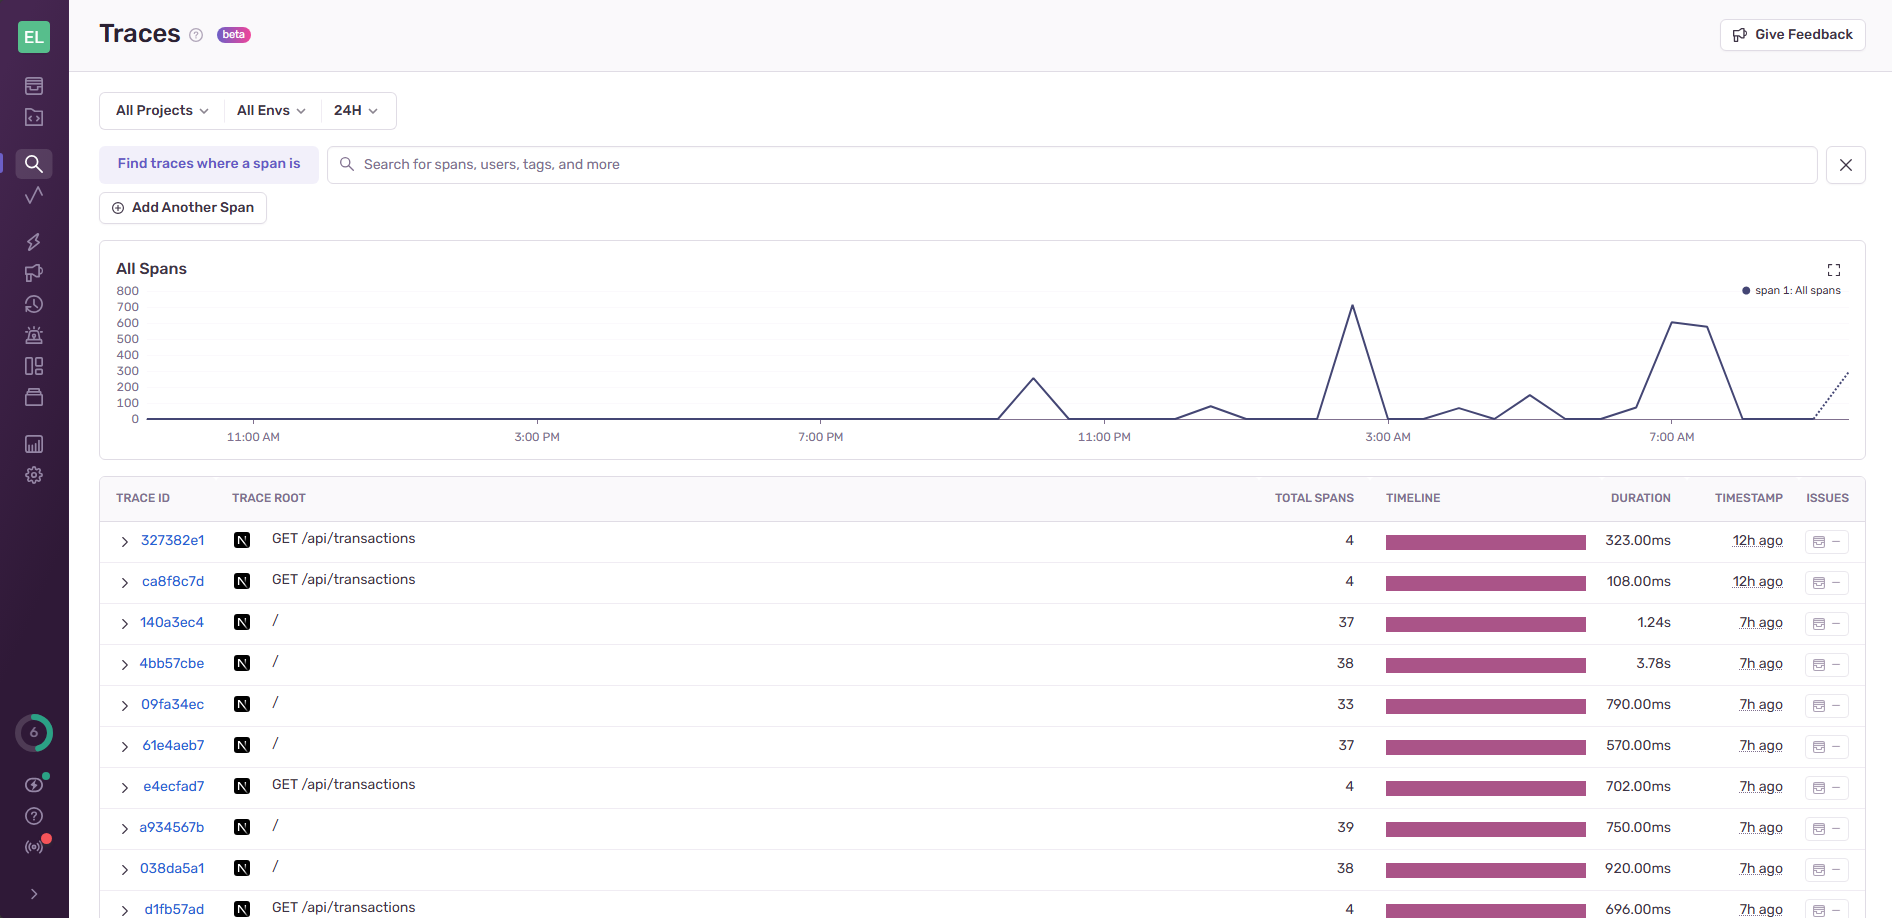 EL
Traces
beta
Give Feedback
All Projects
All Envs
24H
Find traces where a span is
Search for spans, users, tags, and more
Add Another Span
All Spans
span 1: All spans
800
700
600
500
400
300
200
100
0
11:00 AM 3:00 PM 7:00 PM 11:00 PM 3:00 AM 7:00 AM
TRACE ID TRACE ROOT TOTAL SPANS TIMELINE DURATION TIMESTAMP ISSUES
327382e1 N GET /api/transactions 4 323.00ms 12h ago –
ca8f8c7d N GET /api/transactions 4 108.00ms 12h ago –
140a3ec4 N / 37 1.24s 7h ago –
4bb57cbe N / 38 3.78s 7h ago –
09fa34ec N / 33 790.00ms 7h ago –
61e4aeb7 N / 37 570.00ms 7h ago –
e4ecfad7 N GET /api/transactions 4 702.00ms 7h ago –
a934567b N / 39 750.00ms 7h ago –
038da5a1 N / 38 920.00ms 7h ago –
d1fb57ad N GET /api/transactions 4 696.00ms 7h ago –
6